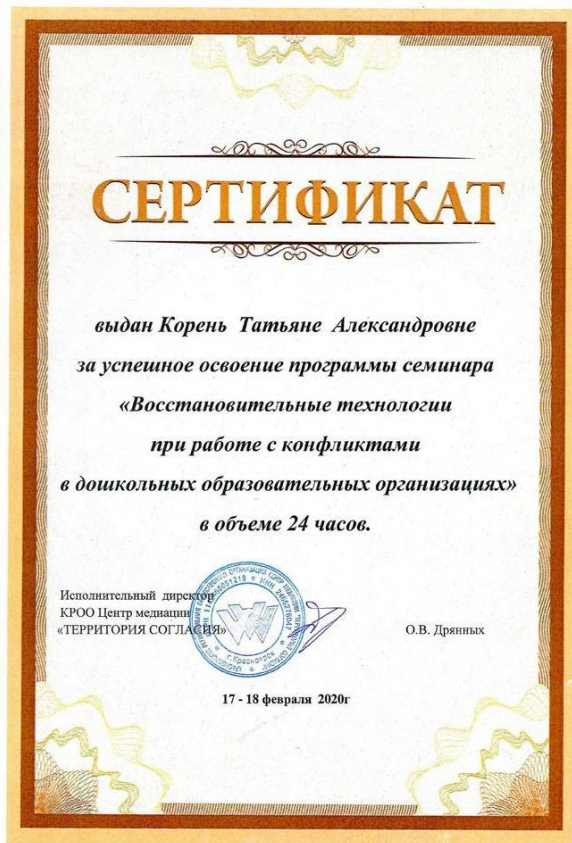 СЕРТИФИКАТ
выдан Корень Татьяне Александровне
за успешное освоение программы семинара
«Восстановительные технологии
при работе с конфликтами
в дошкольных образовательных организациях»
в объеме 24 часов.
Исполнительный директор
КРОО Центр медиации
«ТЕРРИТОРИЯ СОГЛАСИЯ»
О.В. Дрянных
г.Красноярск
17 - 18 февраля 2020г